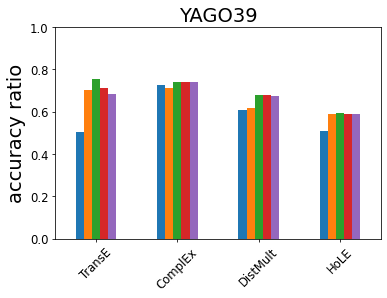 YAGO39
accuracy ratio
1.0
0.8
0.6
0.4
0.2
0.0
TransE
ComplEx
DistMult
HoLE